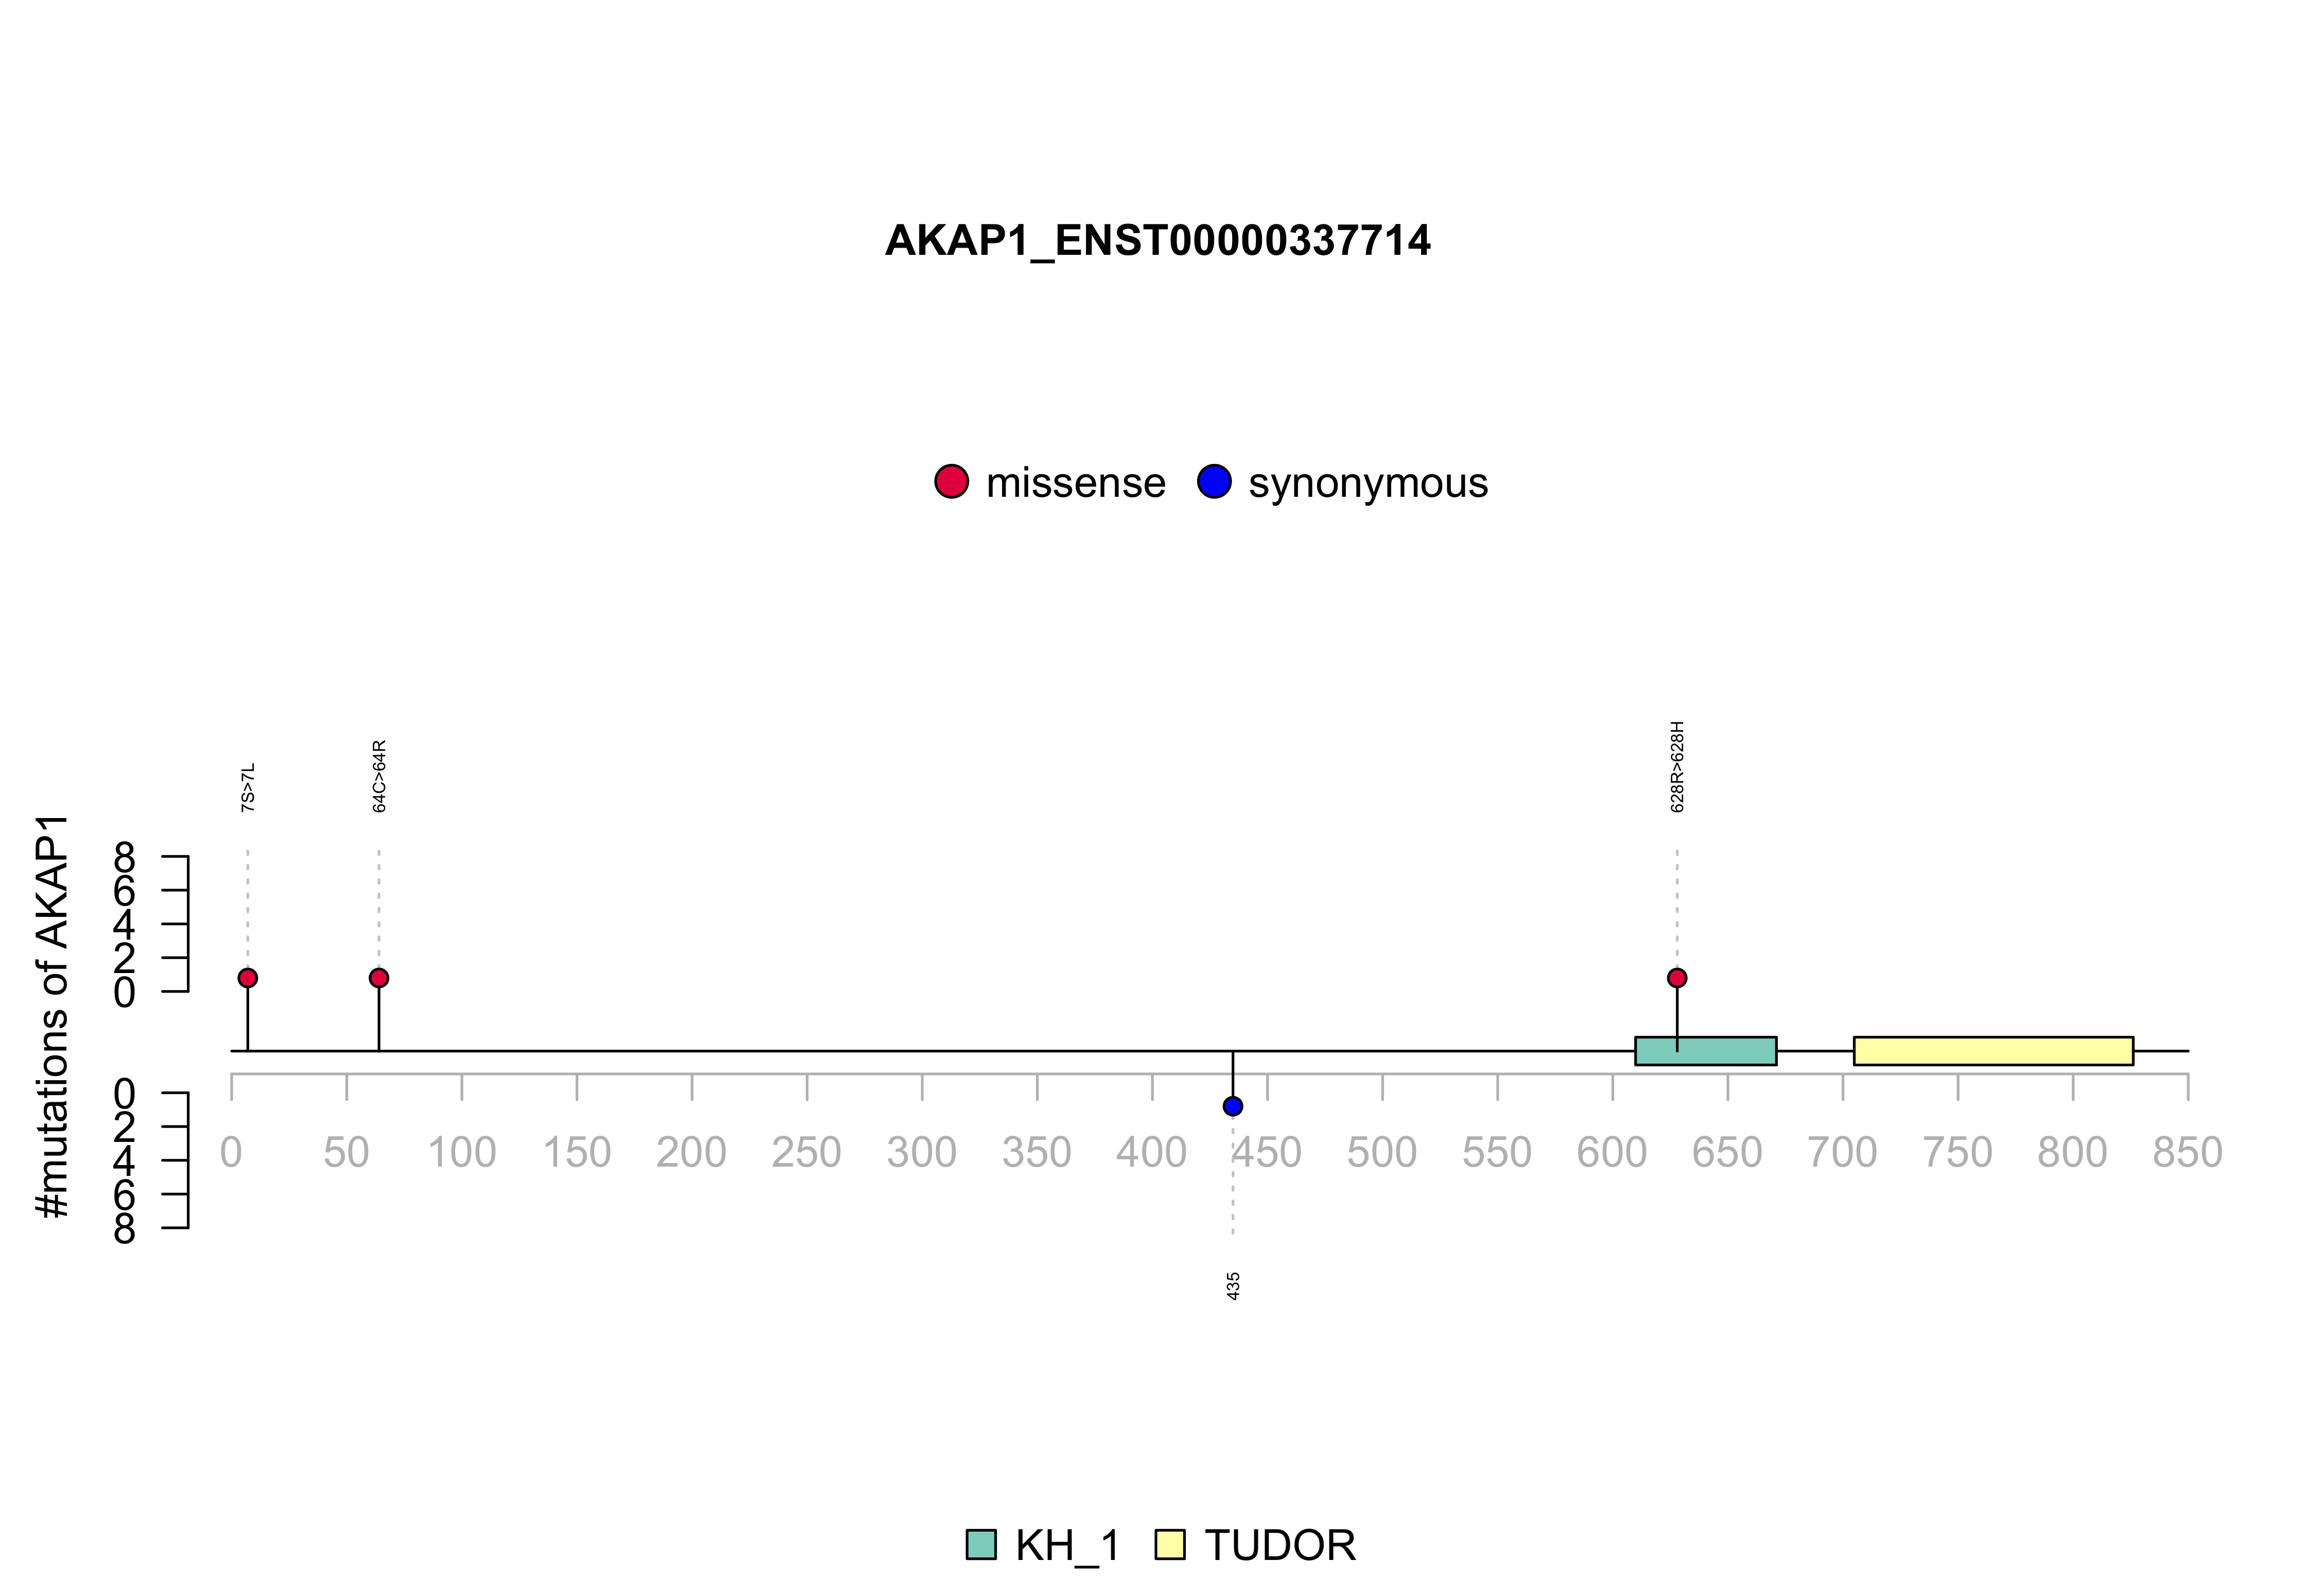 AKAP1_ENST00000337714
missense synonymous
7S>7L
64C>64R
628R>628H
#mutations of AKAP1
8
6
4
2
0
0
2
4
6
8
0 50 100 150 200 250 300 350 400 450 500 550 600 650 700 750 800 850
435
KH_1 TUDOR